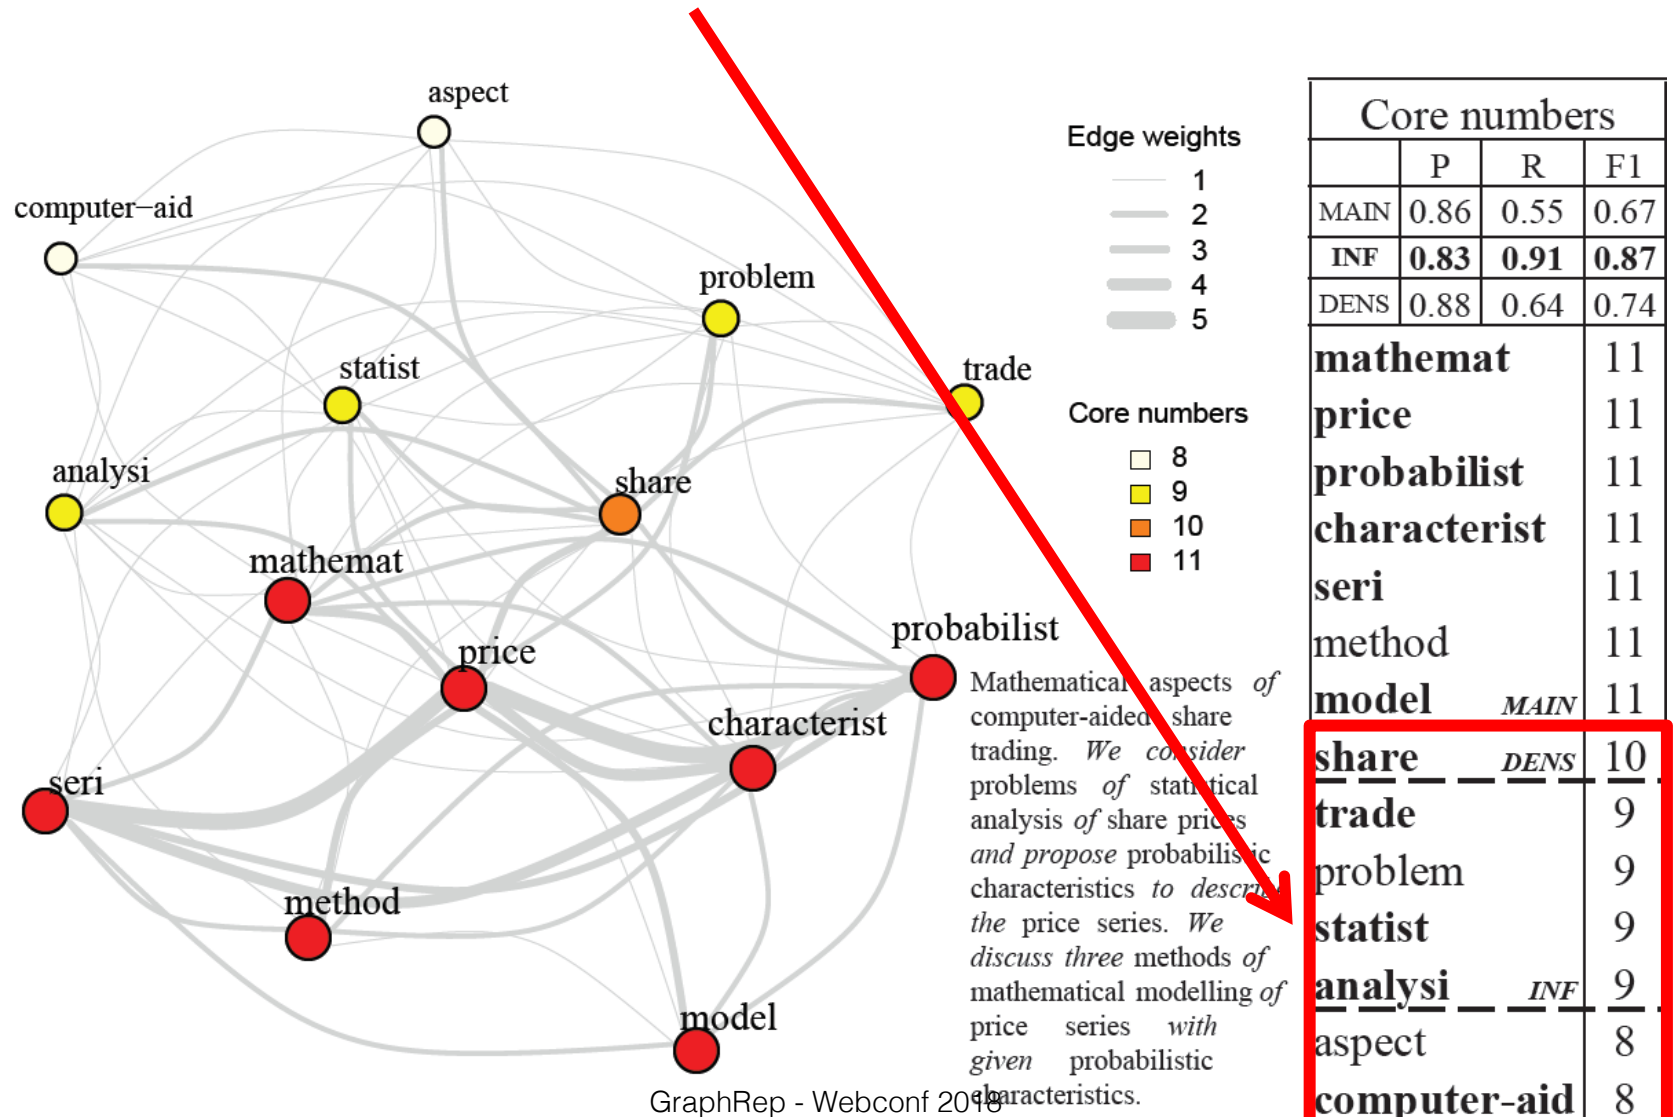 aspect
computer–aid
problem
statist
trade
analysi
share
mathemat
probabilist
price
characterist
seri
method
model
Edge weights
1
2
3
4
5
Core numbers
8
9
10
11
Mathematical aspects of
computer-aided share
trading. We consider
problems of statistical
analysis of share prices
and propose probabilistic
characteristics to describe
the price series. We
discuss three methods of
mathematical modelling of
price series with
given probabilistic
characteristics.
Core numbers
P R F1
MAIN 0.86 0.55 0.67
INF 0.83 0.91 0.87
DENS 0.88 0.64 0.74
mathemat 11
price 11
probabilist 11
characterist 11
seri 11
method 11
model MAIN 11
share DENS 10
trade 9
problem 9
statist 9
analysi INF 9
aspect 8
computer-aid 8
GraphRep - Webconf 2018